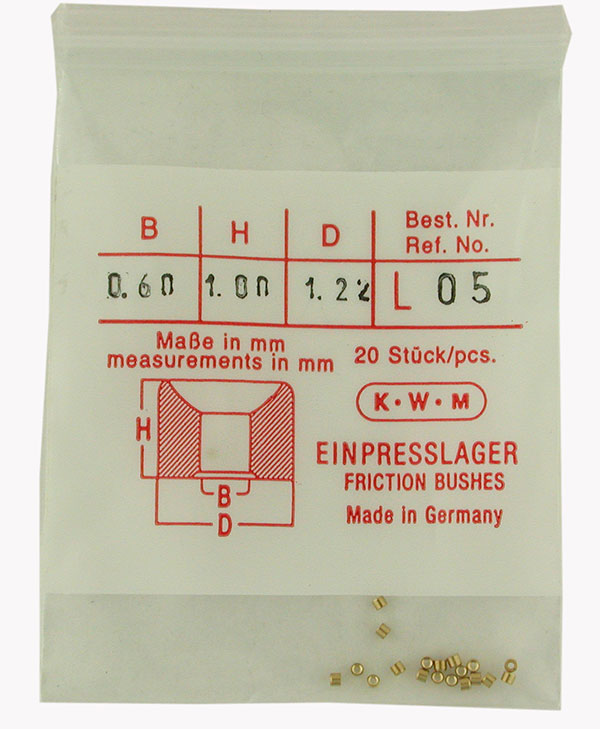 B H D Best. Nr.
Ref. No.
0.60 1.00 1.22 L 05
Maße in mm
measurements in mm
20 Stück/pcs.
K·W·M
H
B
D
EINPRESSLAGER
FRICTION BUSHES
Made in Germany